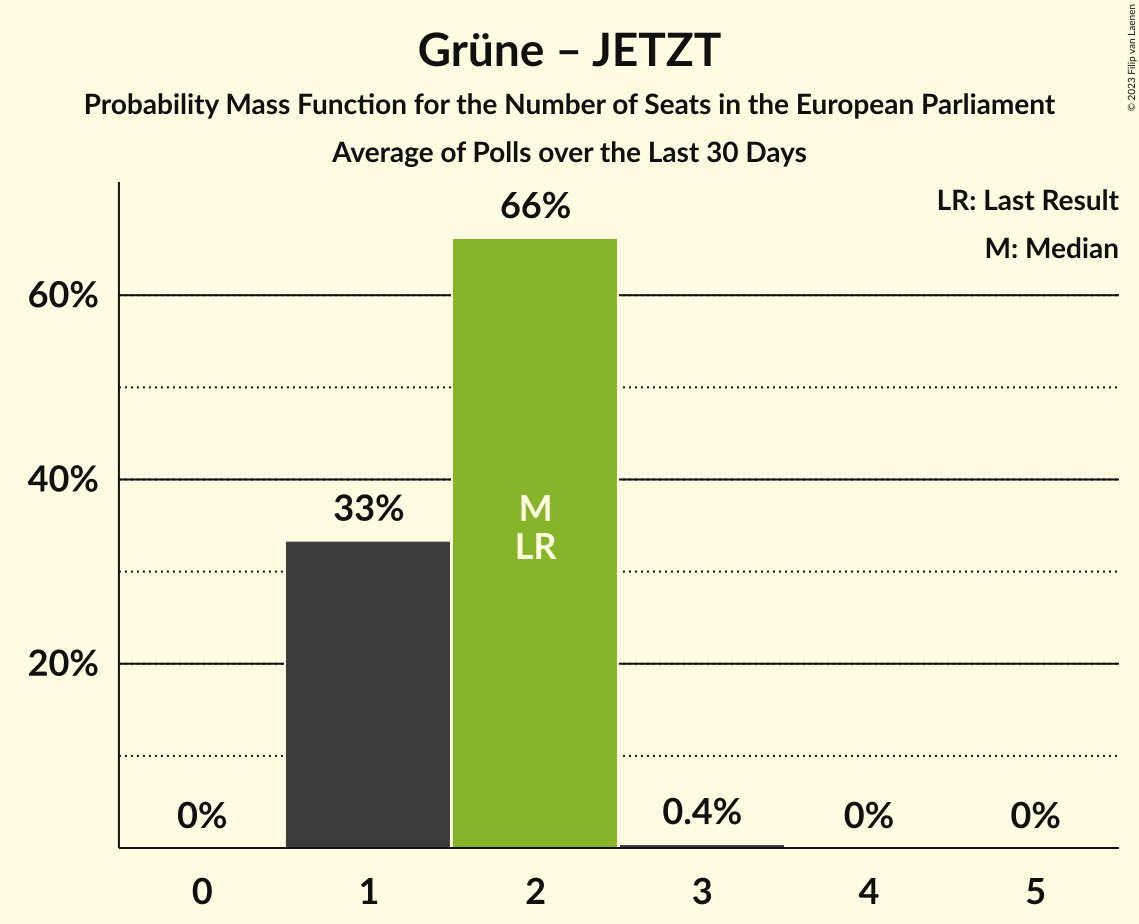 Grüne – JETZT
Probability Mass Function for the Number of Seats in the European Parliament
Average of Polls over the Last 30 Days
© 2023 Filip van Laenen
LR: Last Result
M: Median
66%
60%
40%
33%
M
LR
20%
0%
0.4%
0%
0%
0 1 2 3 4 5